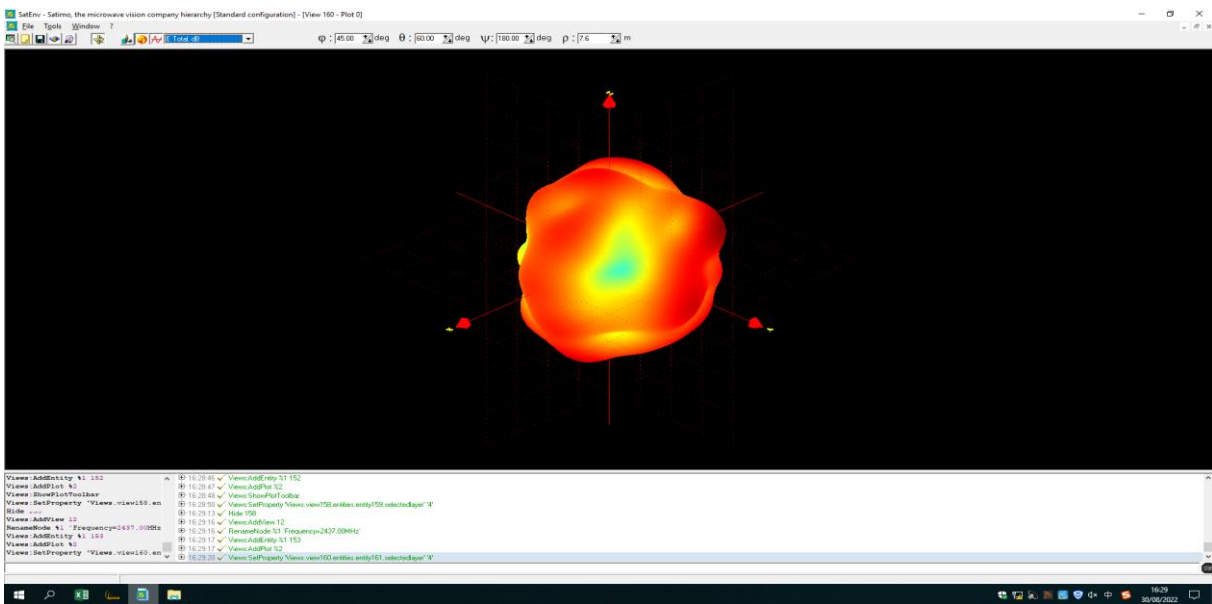 SatEnv - Satimo, the microwave vision company hierarchy [Standard configuration] - [View 160 - Plot 0]
File Tools Window ?
E Total dB φ : 45.00 deg θ : 60.00 deg ψ: 180.00 deg ρ : 7.6 m
Views:AddEntity %1 152
Views:AddPlot %2
Views:ShowPlotToolbar
Views:SetProperty 'Views.view158.en
Hide
Views:AddView 12
RenameNode %1 'Frequency=2437.00MHz
Views:AddEntity %1 153
Views:AddPlot %2
Views:SetProperty 'Views.view160.en
16:28:46 Views:AddEntity %1 152
16:28:47 Views:AddPlot %2
16:28:48 Views:ShowPlotToolbar
16:28:50 Views:SetProperty 'Views.view158.entities.entity159.selectedlayer' '4'
16:29:13 Hide 158
16:29:16 Views:AddView 12
16:29:16 RenameNode %1 'Frequency=2437.00MHz'
16:29:17 Views:AddEntity %1 153
16:29:17 Views:AddPlot %2
16:29:28 Views:SetProperty 'Views.view160.entities.entity161.selectedlayer' '4'
中
16:29
30/08/2022